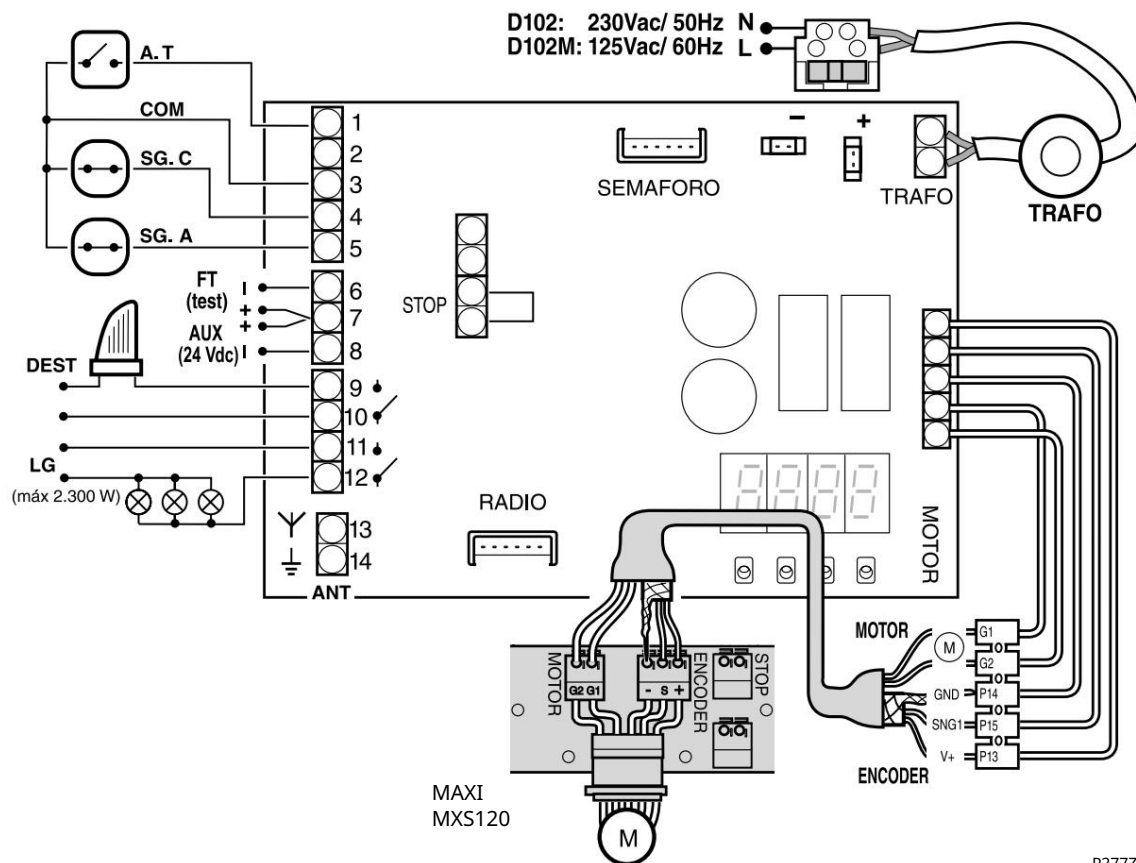 D102: 230Vac/ 50Hz N
D102M: 125Vac/ 60Hz L
A.T
COM
SG. C
SG. A
1
2
3
4
5
FT
(test)
AUX
(24 Vdc)
I
+
+
I
6
7
8
DEST
LG
(máx 2.300 W)
9
10
11
12
13
14
ANT
SEMAFORO
-
+
TRAFO
TRAFO
STOP
RADIO
8888
MOTOR
MOTOR
G2 G1
- S +
ENCODER
STOP
MAXI
MXS120
M
MOTOR
M
G1
G2
GND P14
SNG1 P15
V+ P13
ENCODER
P2777